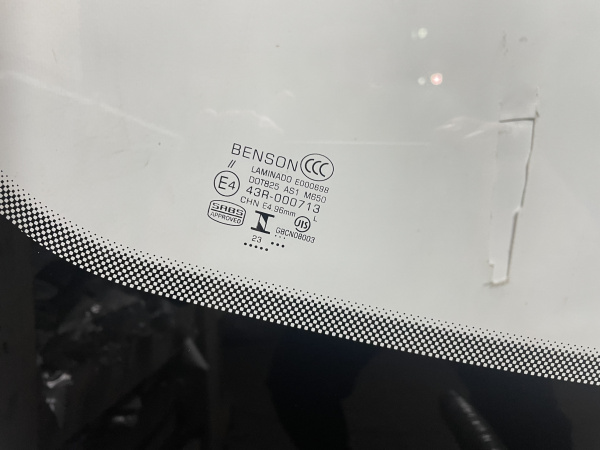 BENSON CCC
LAMINADO E000698
DOT825 AS1 M650
E4 43R-000713
CHN E4.96mm L
SABS APPROVED
JIS
GBCN08003
23